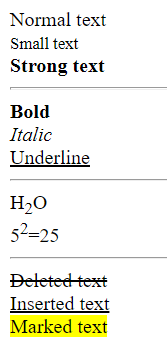 Normal text
Small text
Strong text
Bold
Italic
Underline
H₂O
5²=25
Deleted text
Inserted text
Marked text